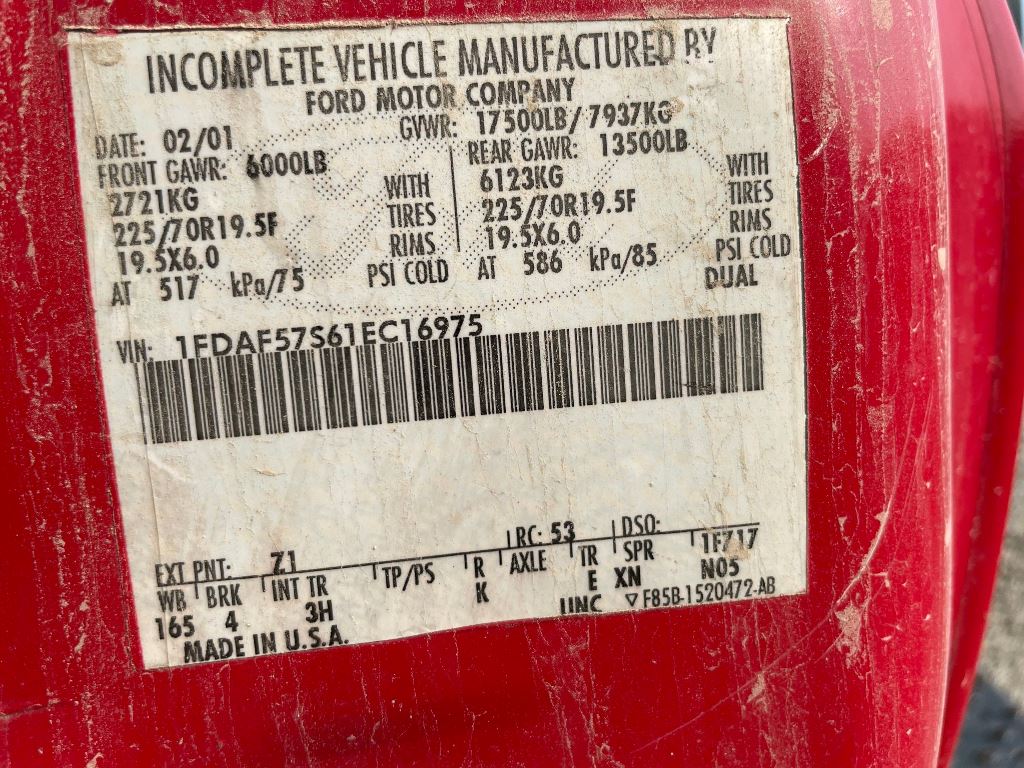 INCOMPLETE VEHICLE MANUFACTURED BY
FORD MOTOR COMPANY
DATE: 02/01 GVWR: 17500LB/7937KG
FRONT GAWR: 6000LB REAR GAWR: 13500LB
2721KG WITH 6123KG WITH
225/70R19.5F TIRES 225/70R19.5F TIRES
19.5X6.0 RIMS 19.5X6.0 RIMS
AT 517 kPa/75 PSI COLD AT 586 kPa/85 PSI COLD
DUAL
VIN: 1FDAF57S61EC16975
EXT PNT: Z1 RC: 53 DSO:
WB BRK INT TR TP/PS R AXLE TR SPR 1FZ17
165 4 3H K E XN N05
UNC ▽F85B-1520472-AB
MADE IN U.S.A.